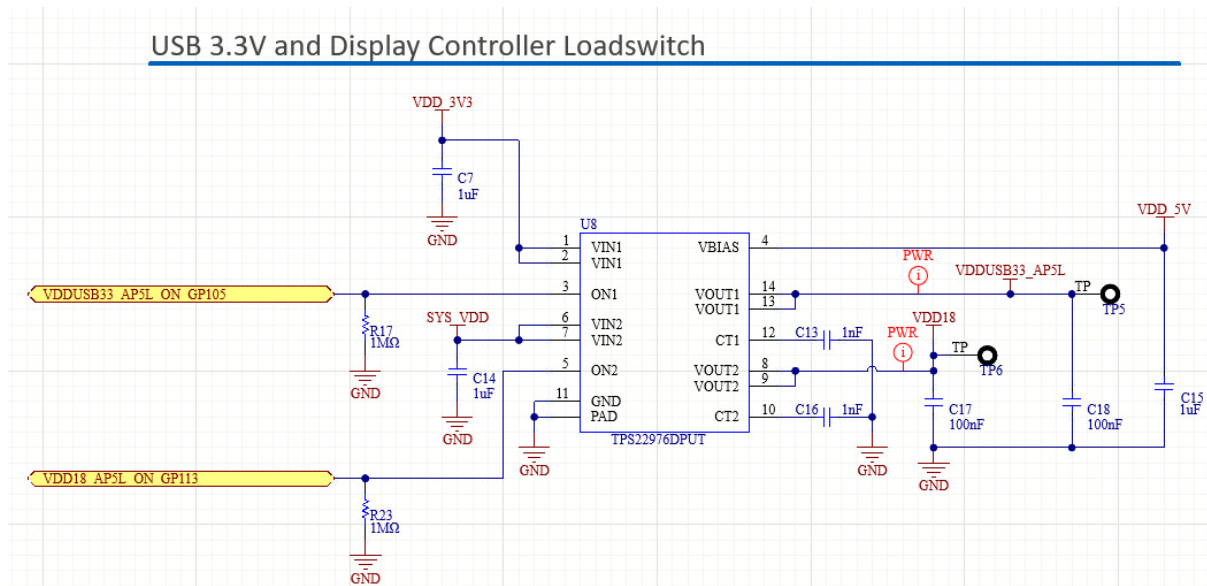 USB 3.3V and Display Controller Loadswitch
VDD_3V3
C7
1uF
GND
U8
VDD_5V
1 VIN1 VBIAS 4
2 VIN1
PWR
VDDUSB33_AP5L
VDDUSB33_AP5L_ON_GP105
3 ON1 VOUT1 14
VOUT1 13
TP
TP5
R17
1MΩ
GND
SYS_VDD
6 VIN2
7 VIN2 CT1 12
C13 1nF
VDD18
PWR
TP
TP6
C14
1uF
GND
5 ON2 VOUT2 8
VOUT2 9
11 GND
PAD CT2 10
C16 1nF
C17
100nF
C18
100nF
C15
1uF
TPS22976DPUT
GND
GND
GND
VDD18_AP5L_ON_GP113
R23
1MΩ
GND